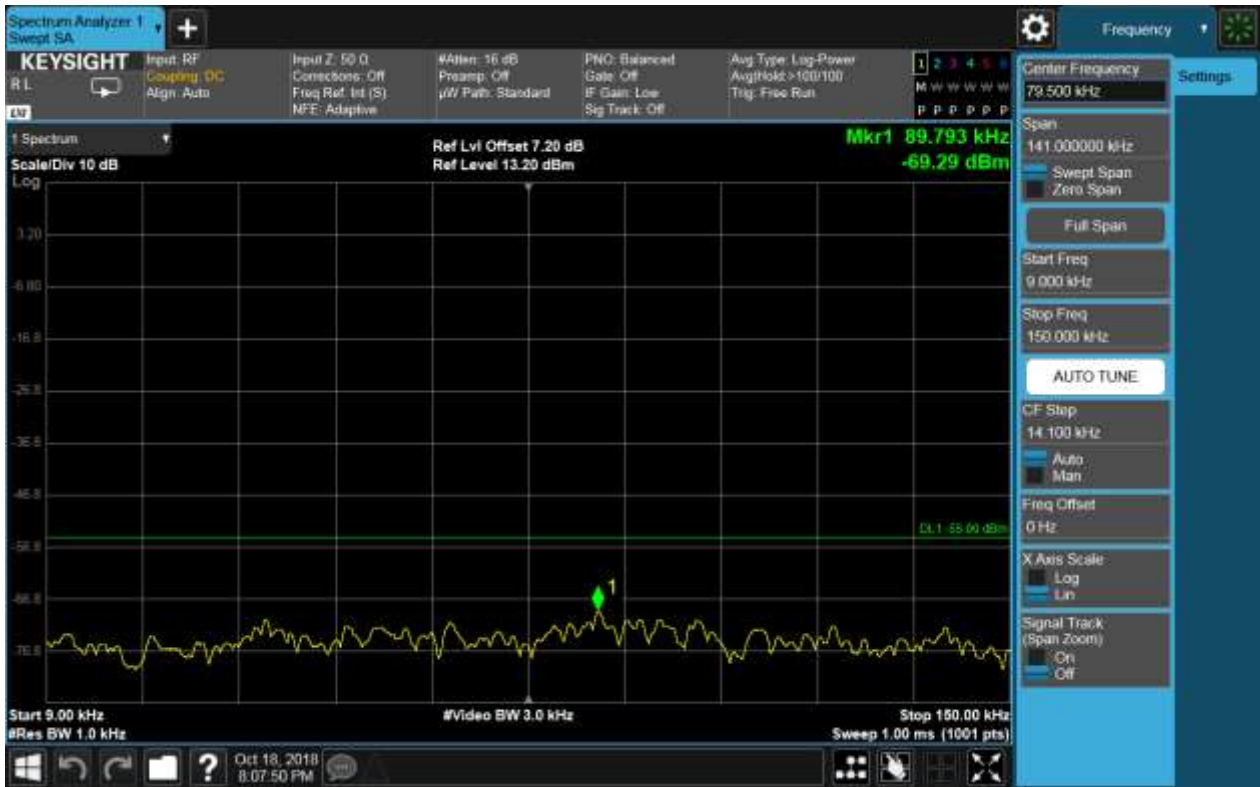 Spectrum Analyzer 1
Swept SA
+
Frequency
KEYSIGHT
R L
Input: RF
Coupling: DC
Align: Auto
Input Z: 50 Ω
Corrections: Off
Freq Ref: Int (S)
NFE: Adaptive
#Atten: 16 dB
Preamp: Off
µW Path: Standard
PNO: Balanced
Gate: Off
IF Gain: Low
Sig Track: Off
Avg Type: Log-Power
Avg|Hold:>100/100
Trig: Free Run
1 2 3 4 5 6
M W W W W W
P P P P P P
1 Spectrum
Scale/Div 10 dB
Log
Ref Lvl Offset 7.20 dB
Ref Level 13.20 dBm
Mkr1 89.793 kHz
-69.29 dBm
3.20
-6.80
-16.8
-26.8
-36.8
-46.8
DL1 -55.00 dBm
-56.8
1
-66.8
-76.8
Start 9.00 kHz
#Res BW 1.0 kHz
#Video BW 3.0 kHz
Stop 150.00 kHz
Sweep 1.00 ms (1001 pts)
?
Oct 18, 2018
8:07:50 PM
Center Frequency
79.500 kHz
Settings
Span
141.000000 kHz
Swept Span
Zero Span
Full Span
Start Freq
9.000 kHz
Stop Freq
150.000 kHz
AUTO TUNE
CF Step
14.100 kHz
Auto
Man
Freq Offset
0 Hz
X Axis Scale
Log
Lin
Signal Track
(Span Zoom)
On
Off